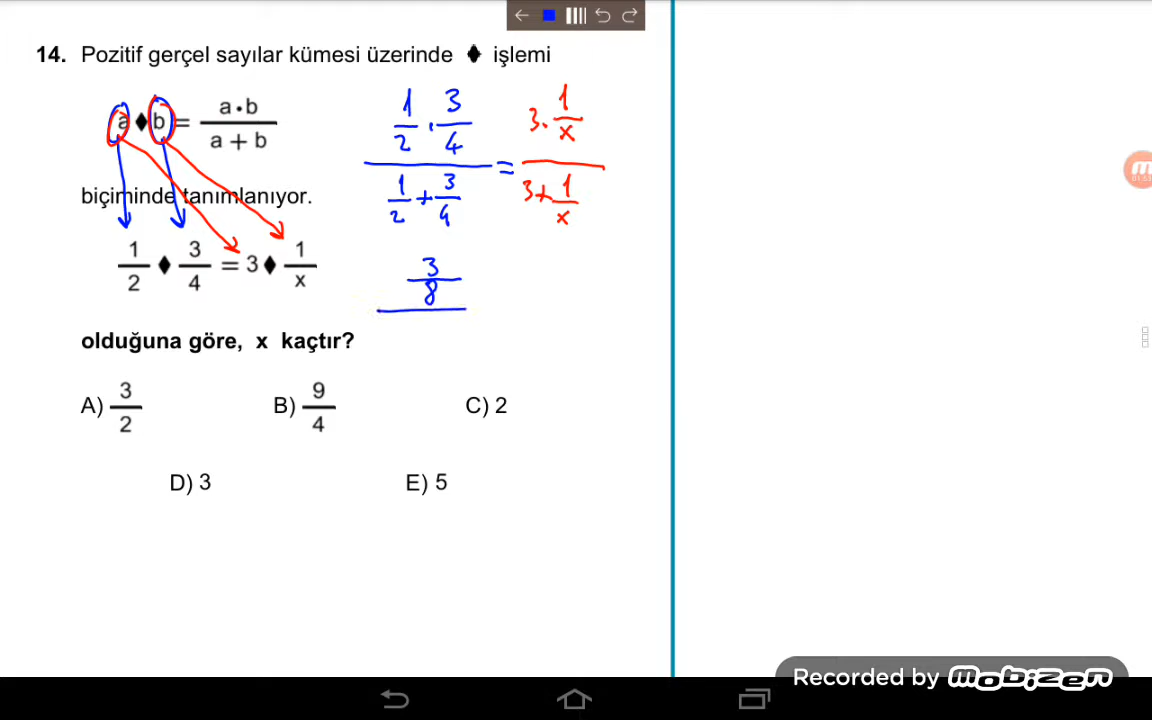 14. Pozitif gerçel sayılar kümesi üzerinde ♦ işlemi
a ♦ b = a • b / a + b
1/2 · 3/4 / 1/2 + 3/4 = 3 · 1/x / 3 + 1/x
biçiminde tanımlanıyor.
1/2 ♦ 3/4 = 3 ♦ 1/x
3/8
olduğuna göre, x kaçtır?
A) 3/2 B) 9/4 C) 2
D) 3 E) 5
Recorded by mobizen